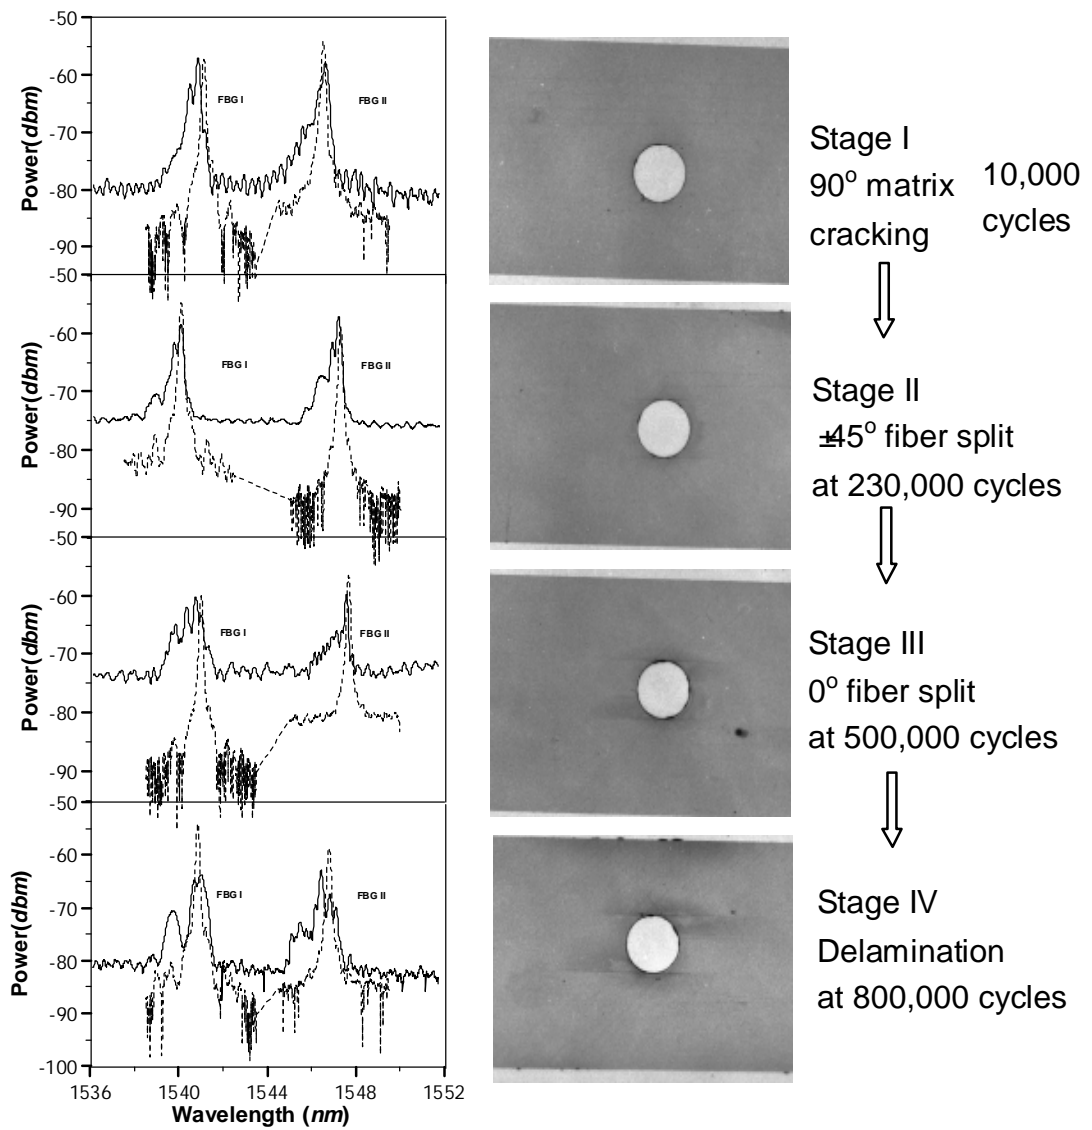 -50
-60
-70
-80
-90
Power(dbm)
FBG I
FBG II
-50
-60
-70
-80
-90
Power(dbm)
FBG I
FBG II
-50
-60
-70
-80
-90
Power(dbm)
FBG I
FBG II
-50
-60
-70
-80
-90
-100
Power(dbm)
FBG I
FBG II
1536 1540 1544 1548 1552
Wavelength (nm)
Stage I
90° matrix
cracking
10,000
cycles
Stage II
±45° fiber split
at 230,000 cycles
Stage III
0° fiber split
at 500,000 cycles
Stage IV
Delamination
at 800,000 cycles